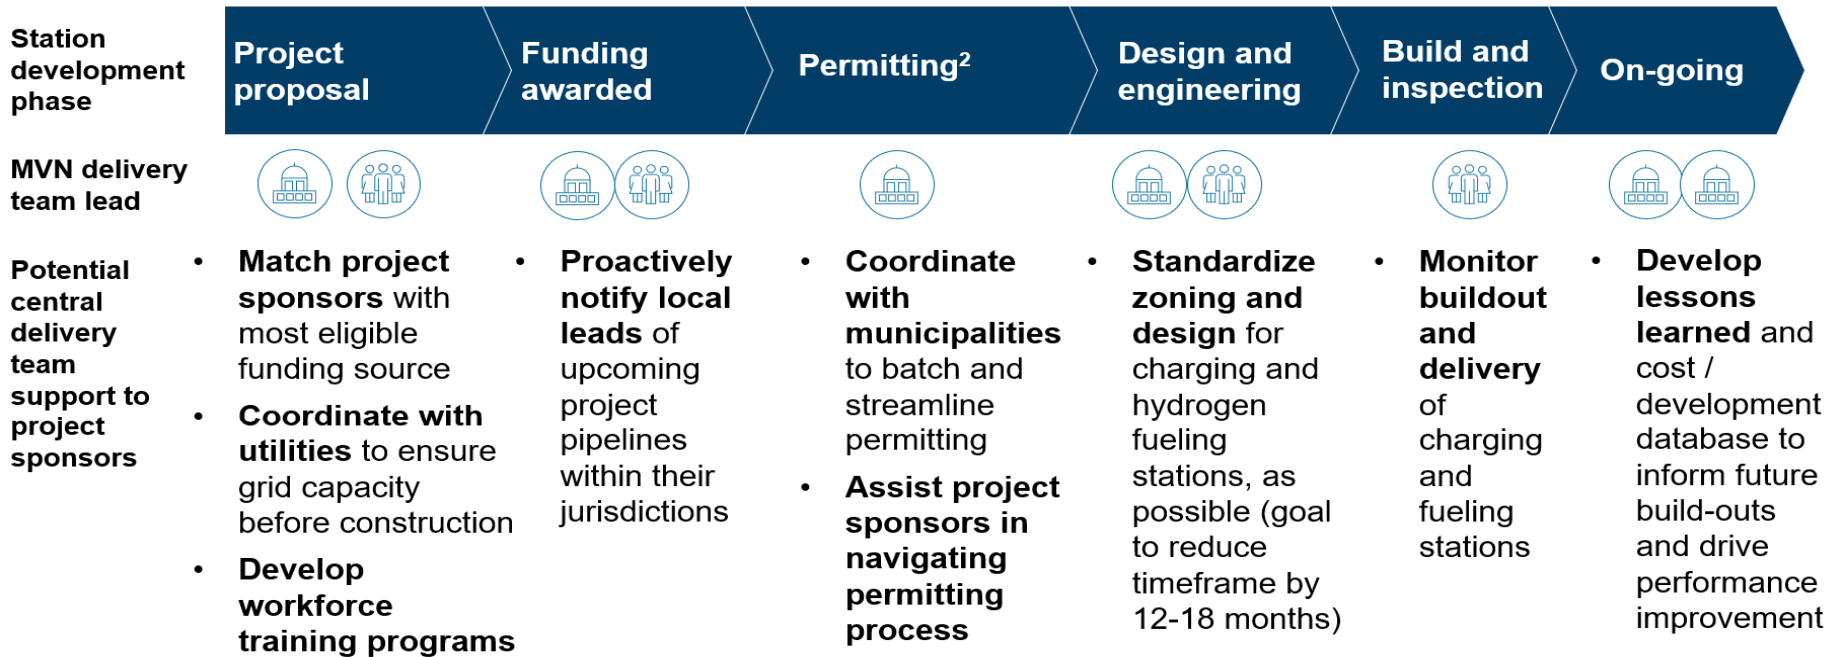 Station
development
phase
Project
proposal
Funding
awarded
Permitting²
Design and
engineering
Build and
inspection
On-going
MVN delivery
team lead
Potential
central
delivery
team
support to
project
sponsors
• Match project
sponsors with
most eligible
funding source
• Coordinate with
utilities to ensure
grid capacity
before construction
• Develop
workforce
training programs
• Proactively
notify local
leads of
upcoming
project
pipelines
within their
jurisdictions
• Coordinate
with
municipalities
to batch and
streamline
permitting
• Assist project
sponsors in
navigating
permitting
process
• Standardize
zoning and
design for
charging and
hydrogen
fueling
stations, as
possible (goal
to reduce
timeframe by
12-18 months)
• Monitor
buildout
and
delivery
of
charging
and
fueling
stations
• Develop
lessons
learned and
cost /
development
database to
inform future
build-outs
and drive
performance
improvement